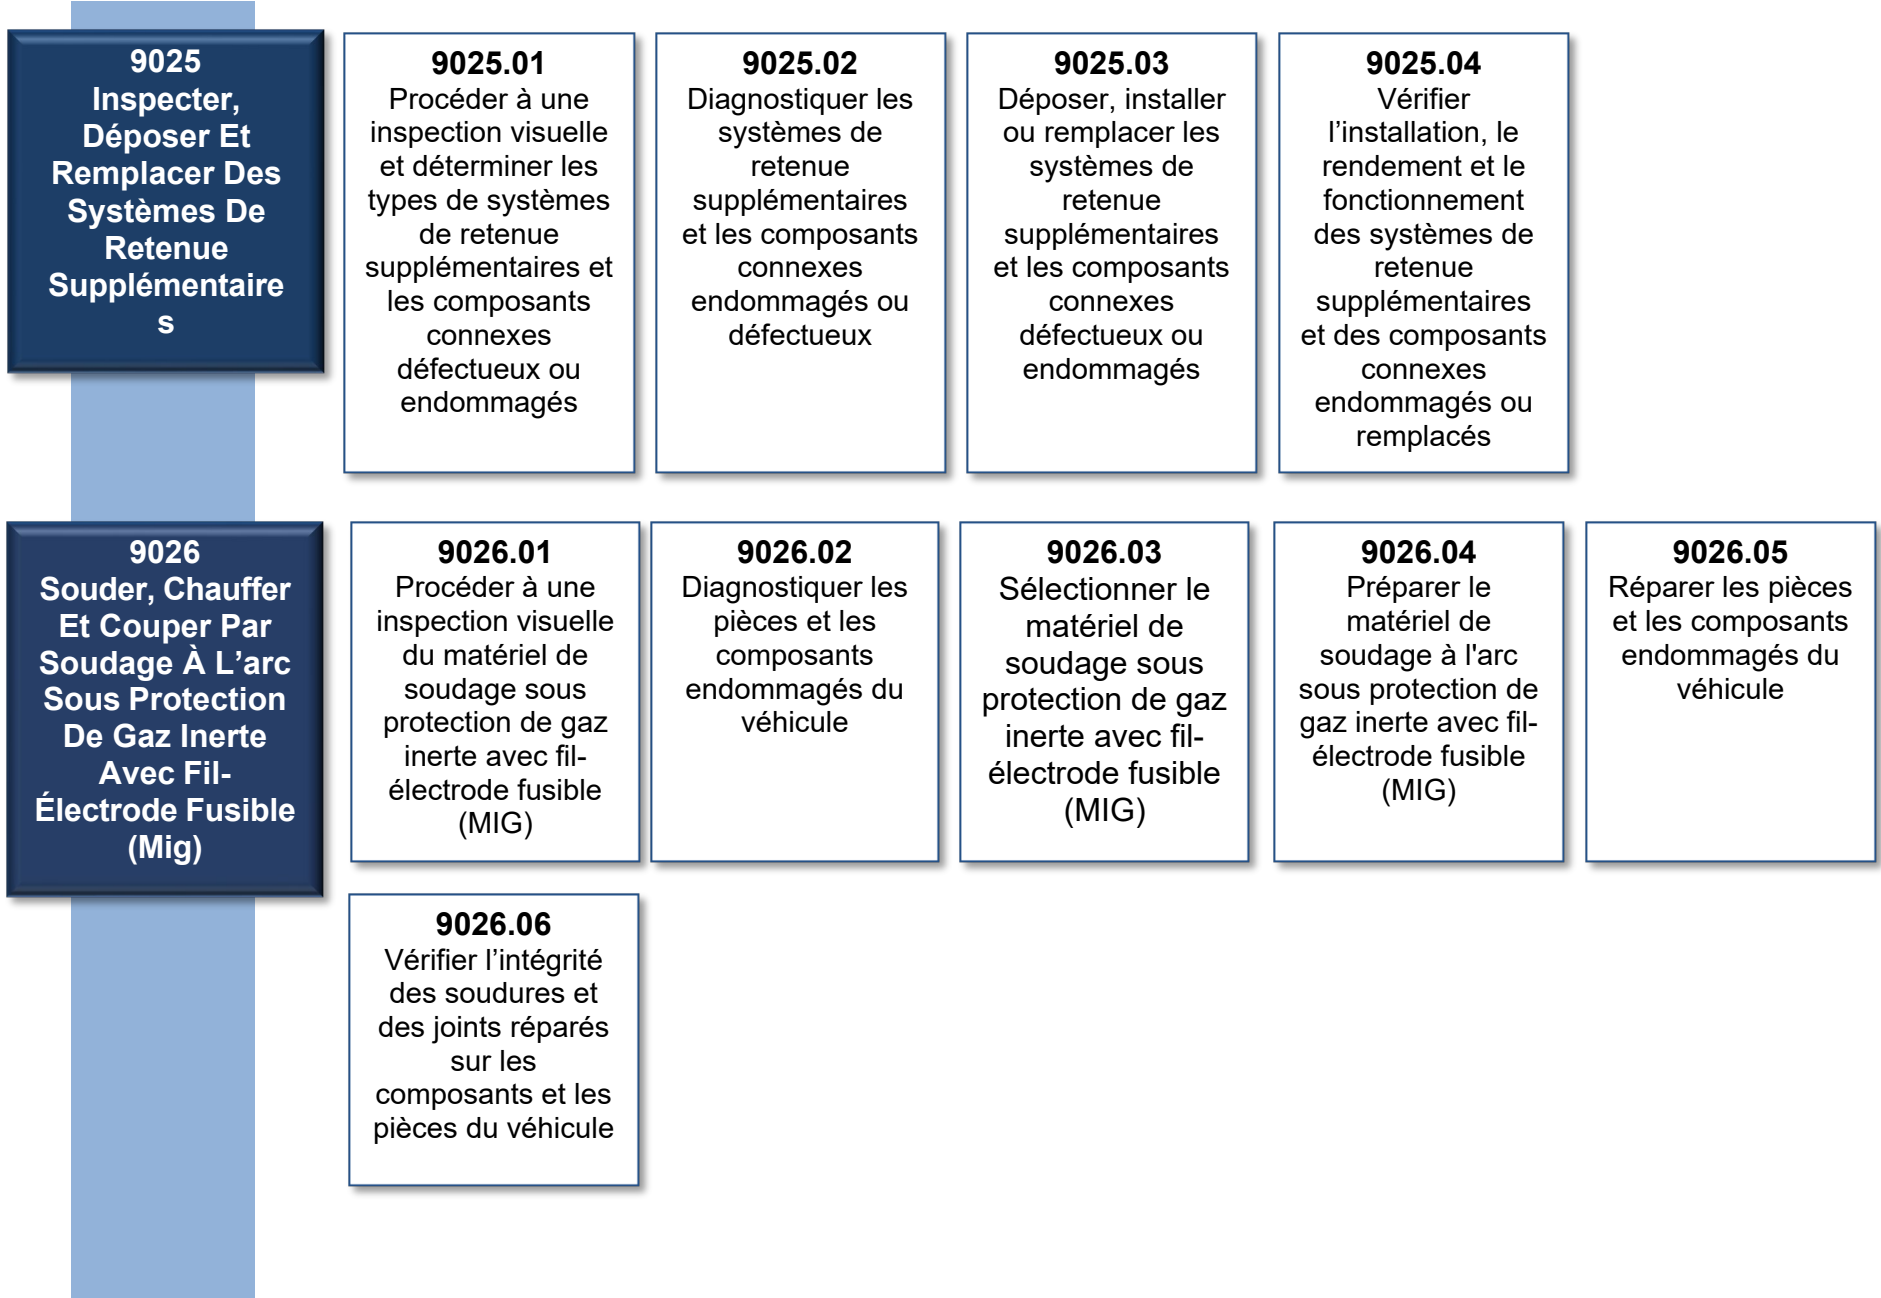 9025
Inspecter,
Déposer Et
Remplacer Des
Systèmes De
Retenue
Supplémentaire
s
9025.01
Procéder à une
inspection visuelle
et déterminer les
types de systèmes
de retenue
supplémentaires et
les composants
connexes
défectueux ou
endommagés
9025.02
Diagnostiquer les
systèmes de
retenue
supplémentaires
et les composants
connexes
endommagés ou
défectueux
9025.03
Déposer, installer
ou remplacer les
systèmes de
retenue
supplémentaires
et les composants
connexes
défectueux ou
endommagés
9025.04
Vérifier
l’installation, le
rendement et le
fonctionnement
des systèmes de
retenue
supplémentaires
et des composants
connexes
endommagés ou
remplacés
9026
Souder, Chauffer
Et Couper Par
Soudage À L’arc
Sous Protection
De Gaz Inerte
Avec Fil-
Électrode Fusible
(Mig)
9026.01
Procéder à une
inspection visuelle
du matériel de
soudage sous
protection de gaz
inerte avec fil-
électrode fusible
(MIG)
9026.02
Diagnostiquer les
pièces et les
composants
endommagés du
véhicule
9026.03
Sélectionner le
matériel de
soudage sous
protection de gaz
inerte avec fil-
électrode fusible
(MIG)
9026.04
Préparer le
matériel de
soudage à l'arc
sous protection de
gaz inerte avec fil-
électrode fusible
(MIG)
9026.05
Réparer les pièces
et les composants
endommagés du
véhicule
9026.06
Vérifier l’intégrité
des soudures et
des joints réparés
sur les
composants et les
pièces du véhicule